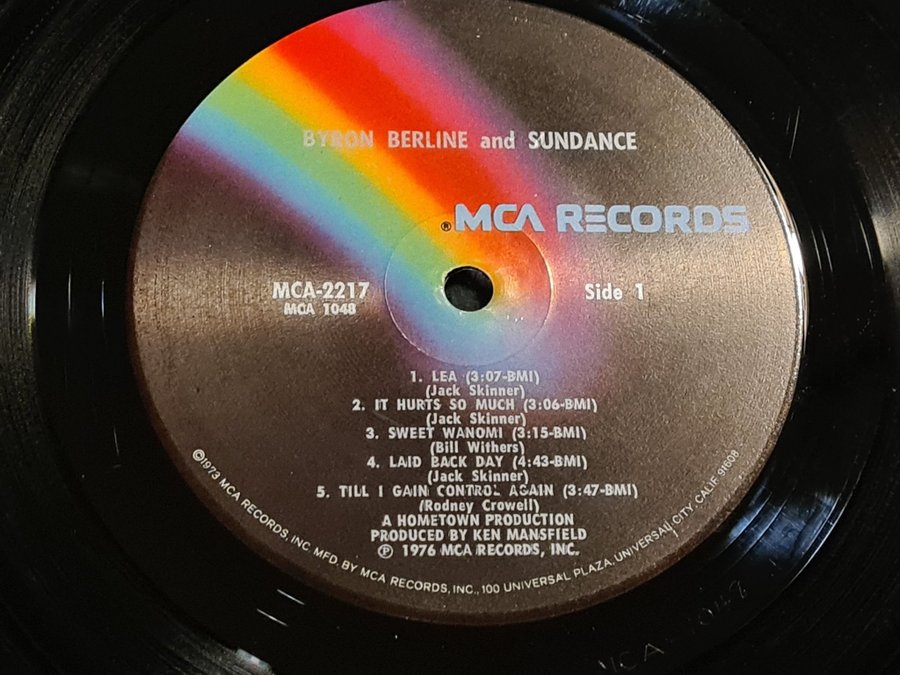 BYRON BERLINE and SUNDANCE
® MCA RECORDS
MCA-2217
MCA 1048
Side 1
1. LEA (3:07-BMI)
(Jack Skinner)
2. IT HURTS SO MUCH (3:06-BMI)
(Jack Skinner)
3. SWEET WANOMI (3:15-BMI)
(Bill Withers)
4. LAID BACK DAY (4:43-BMI)
(Jack Skinner)
5. TILL I GAIN CONTROL AGAIN (3:47-BMI)
(Rodney Crowell)
A HOMETOWN PRODUCTION
PRODUCED BY KEN MANSFIELD
℗ 1976 MCA RECORDS, INC.
©1973 MCA RECORDS, INC MFD. BY MCA RECORDS, INC., 100 UNIVERSAL PLAZA, UNIVERSAL CITY, CALIF. 91608
MCA-1048